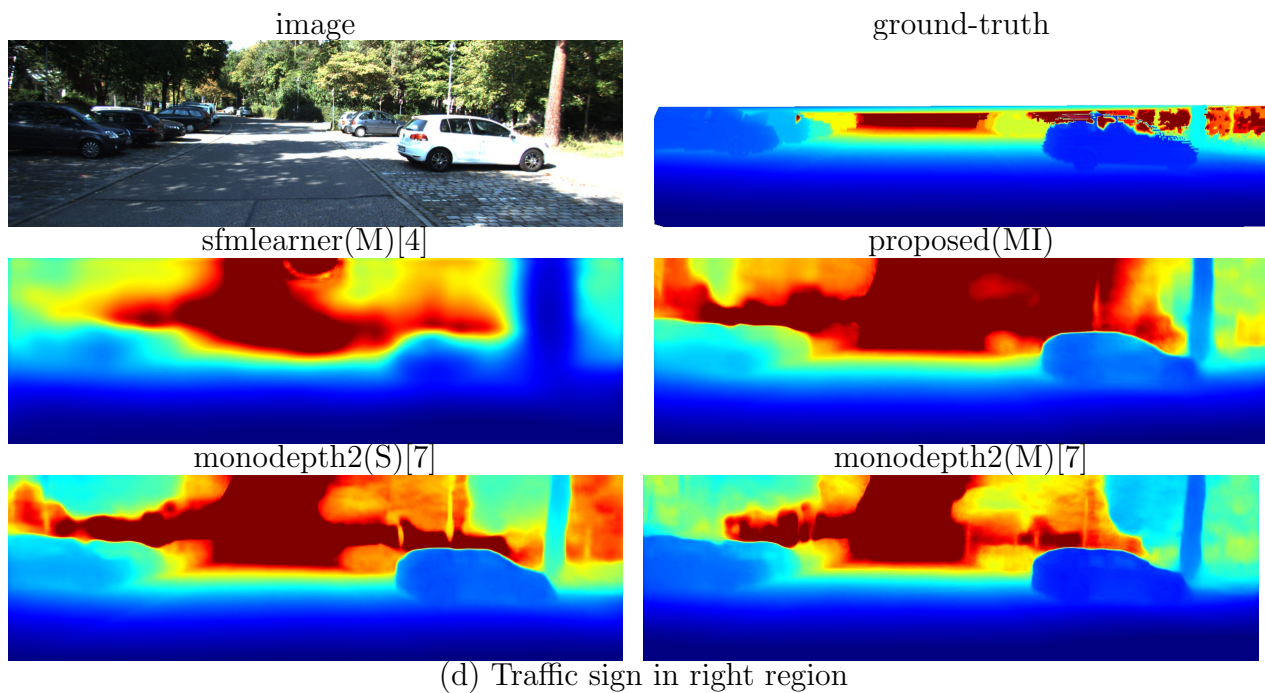 image
ground-truth
sfmlearner(M)[4]
proposed(MI)
monodepth2(S)[7]
monodepth2(M)[7]
(d) Traffic sign in right region